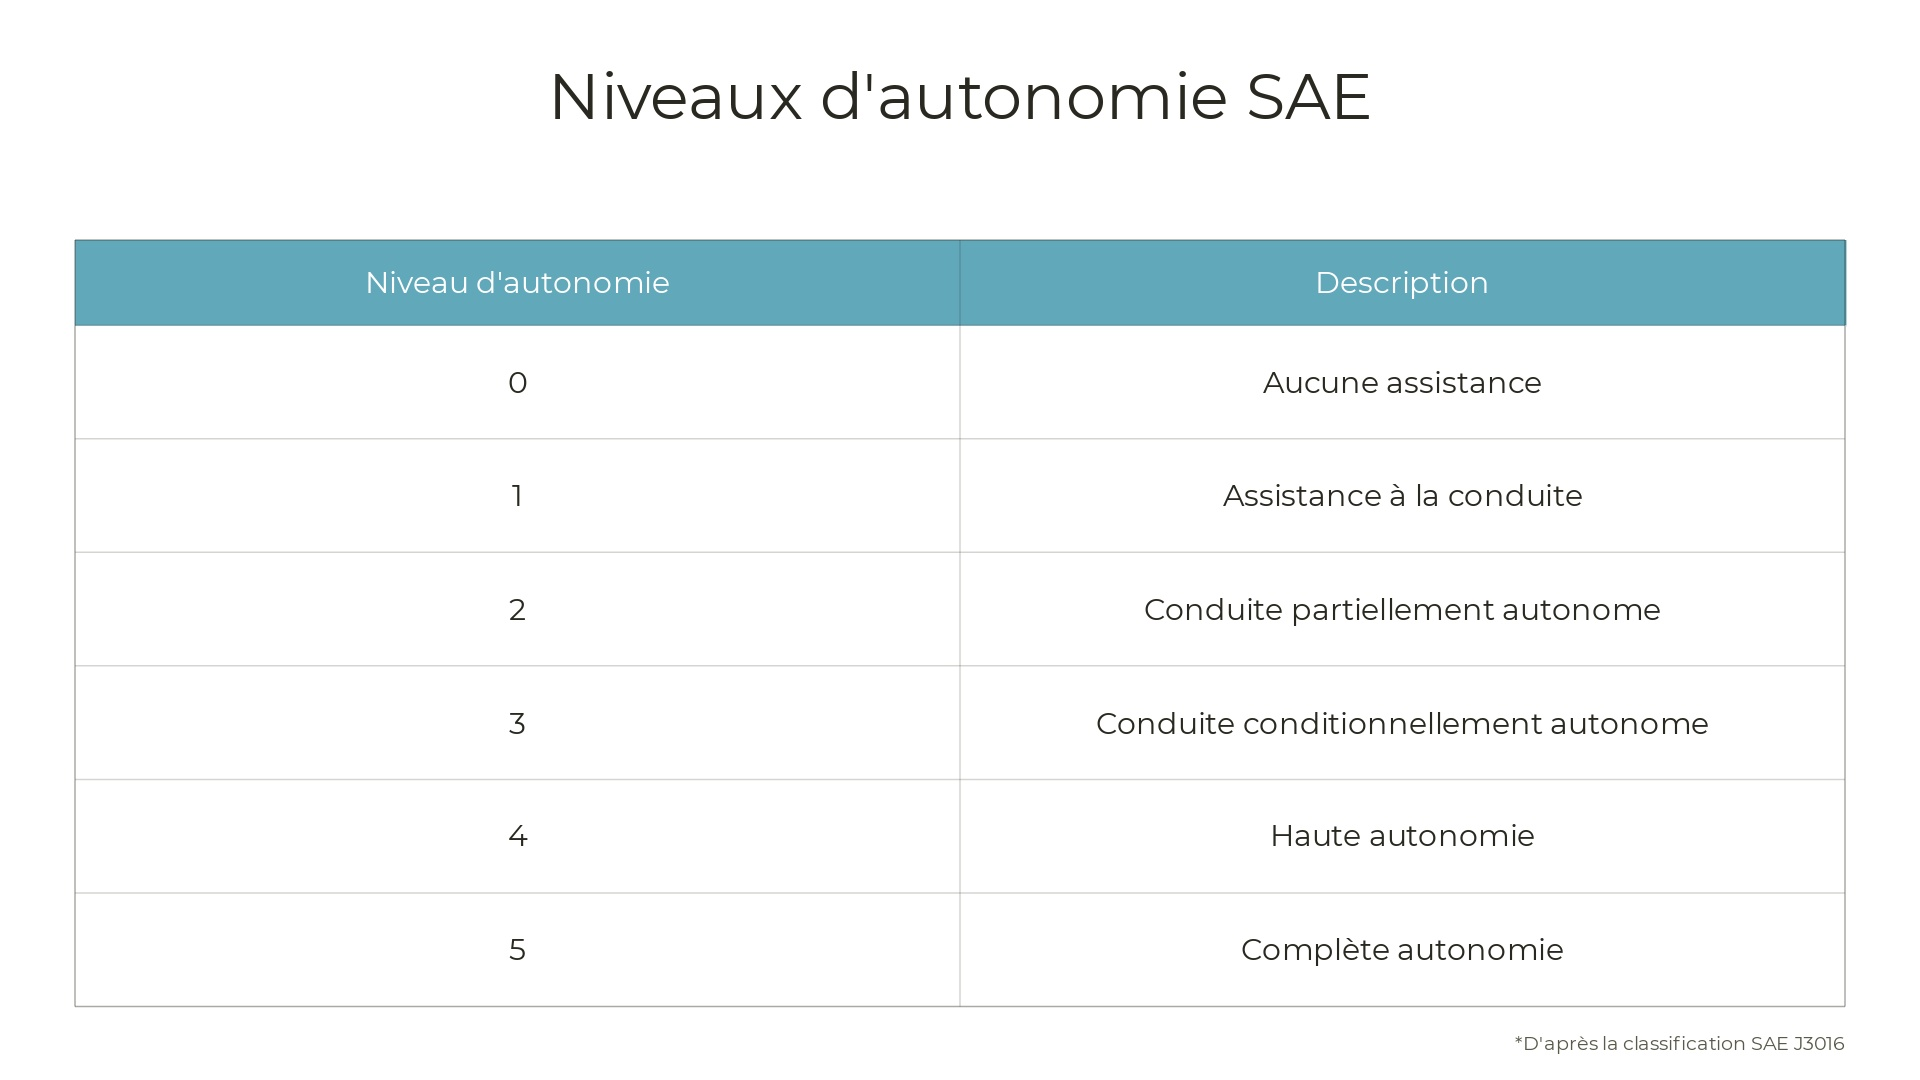 Niveaux d'autonomie SAE
Niveau d'autonomie Description
0 Aucune assistance
1 Assistance à la conduite
2 Conduite partiellement autonome
3 Conduite conditionnellement autonome
4 Haute autonomie
5 Complète autonomie
*D'après la classification SAE J3016